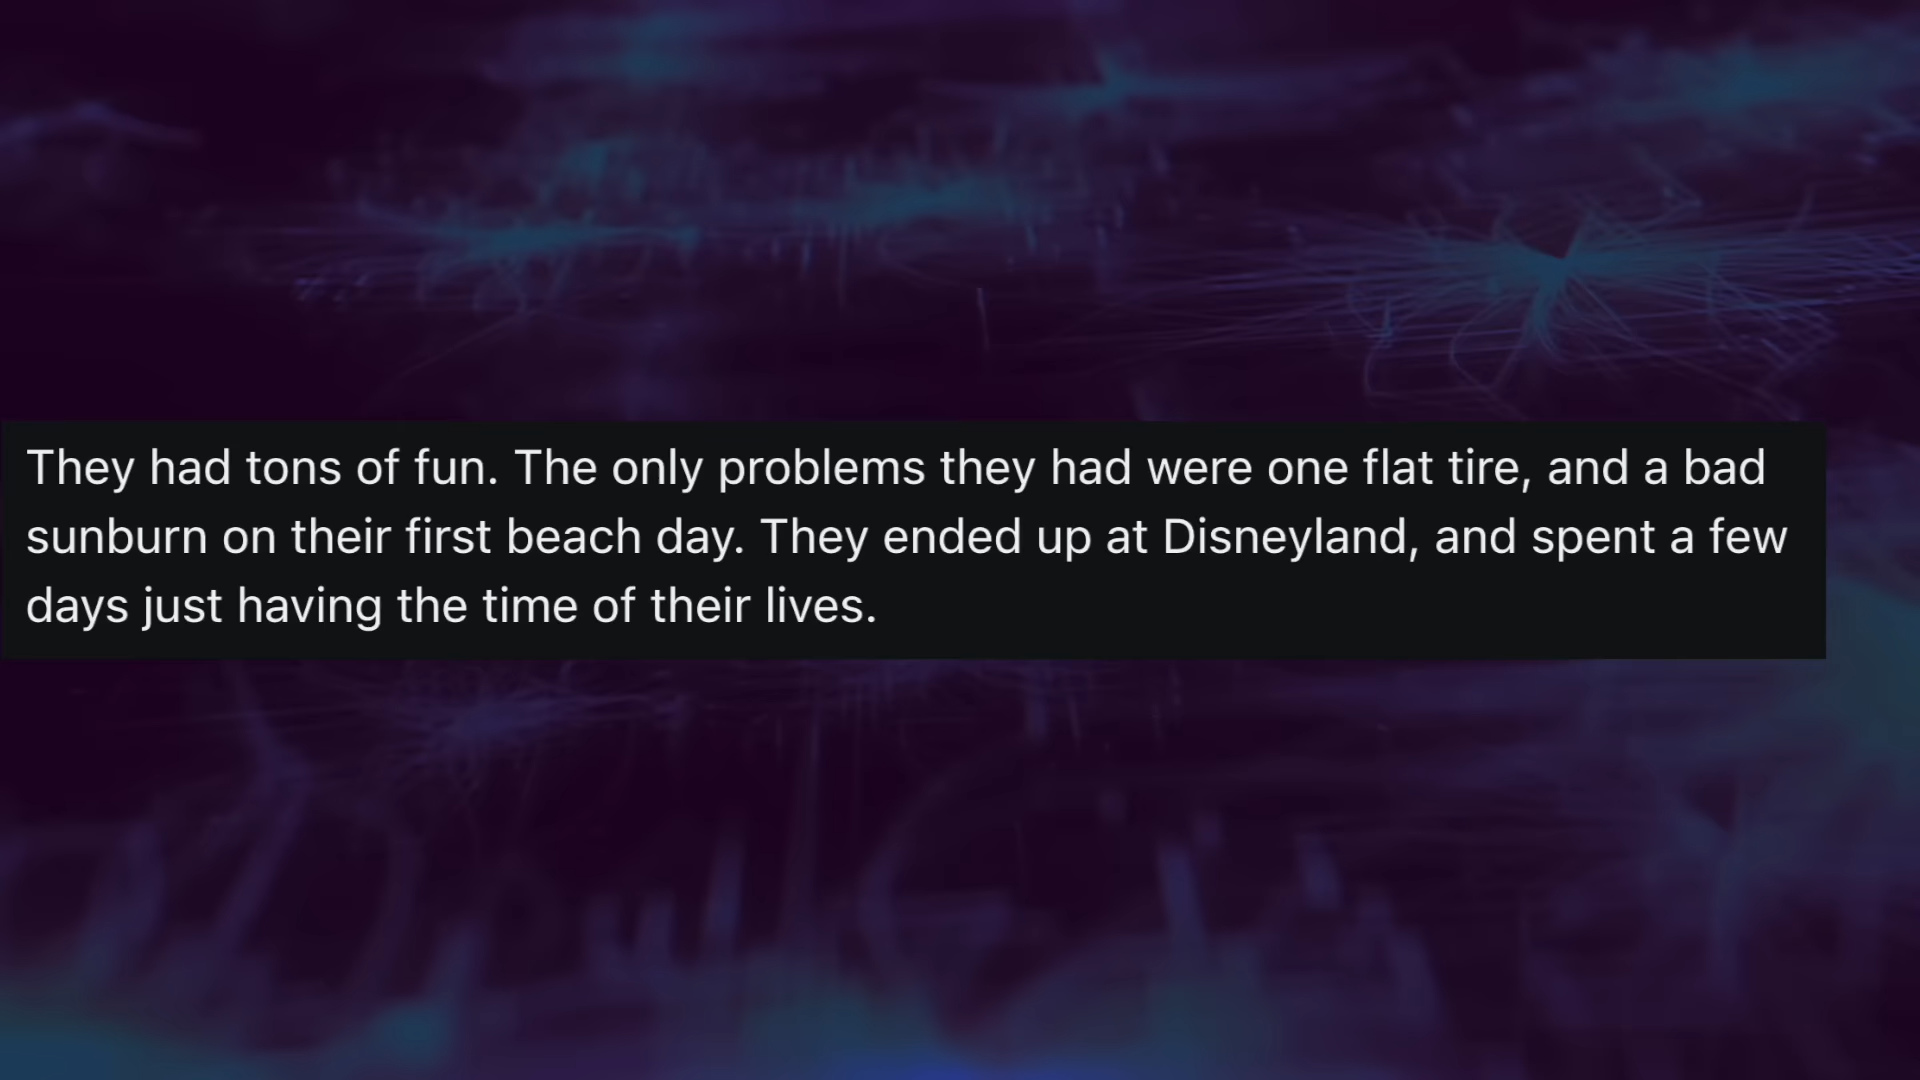 They had tons of fun. The only problems they had were one flat tire, and a bad
sunburn on their first beach day. They ended up at Disneyland, and spent a few
days just having the time of their lives.